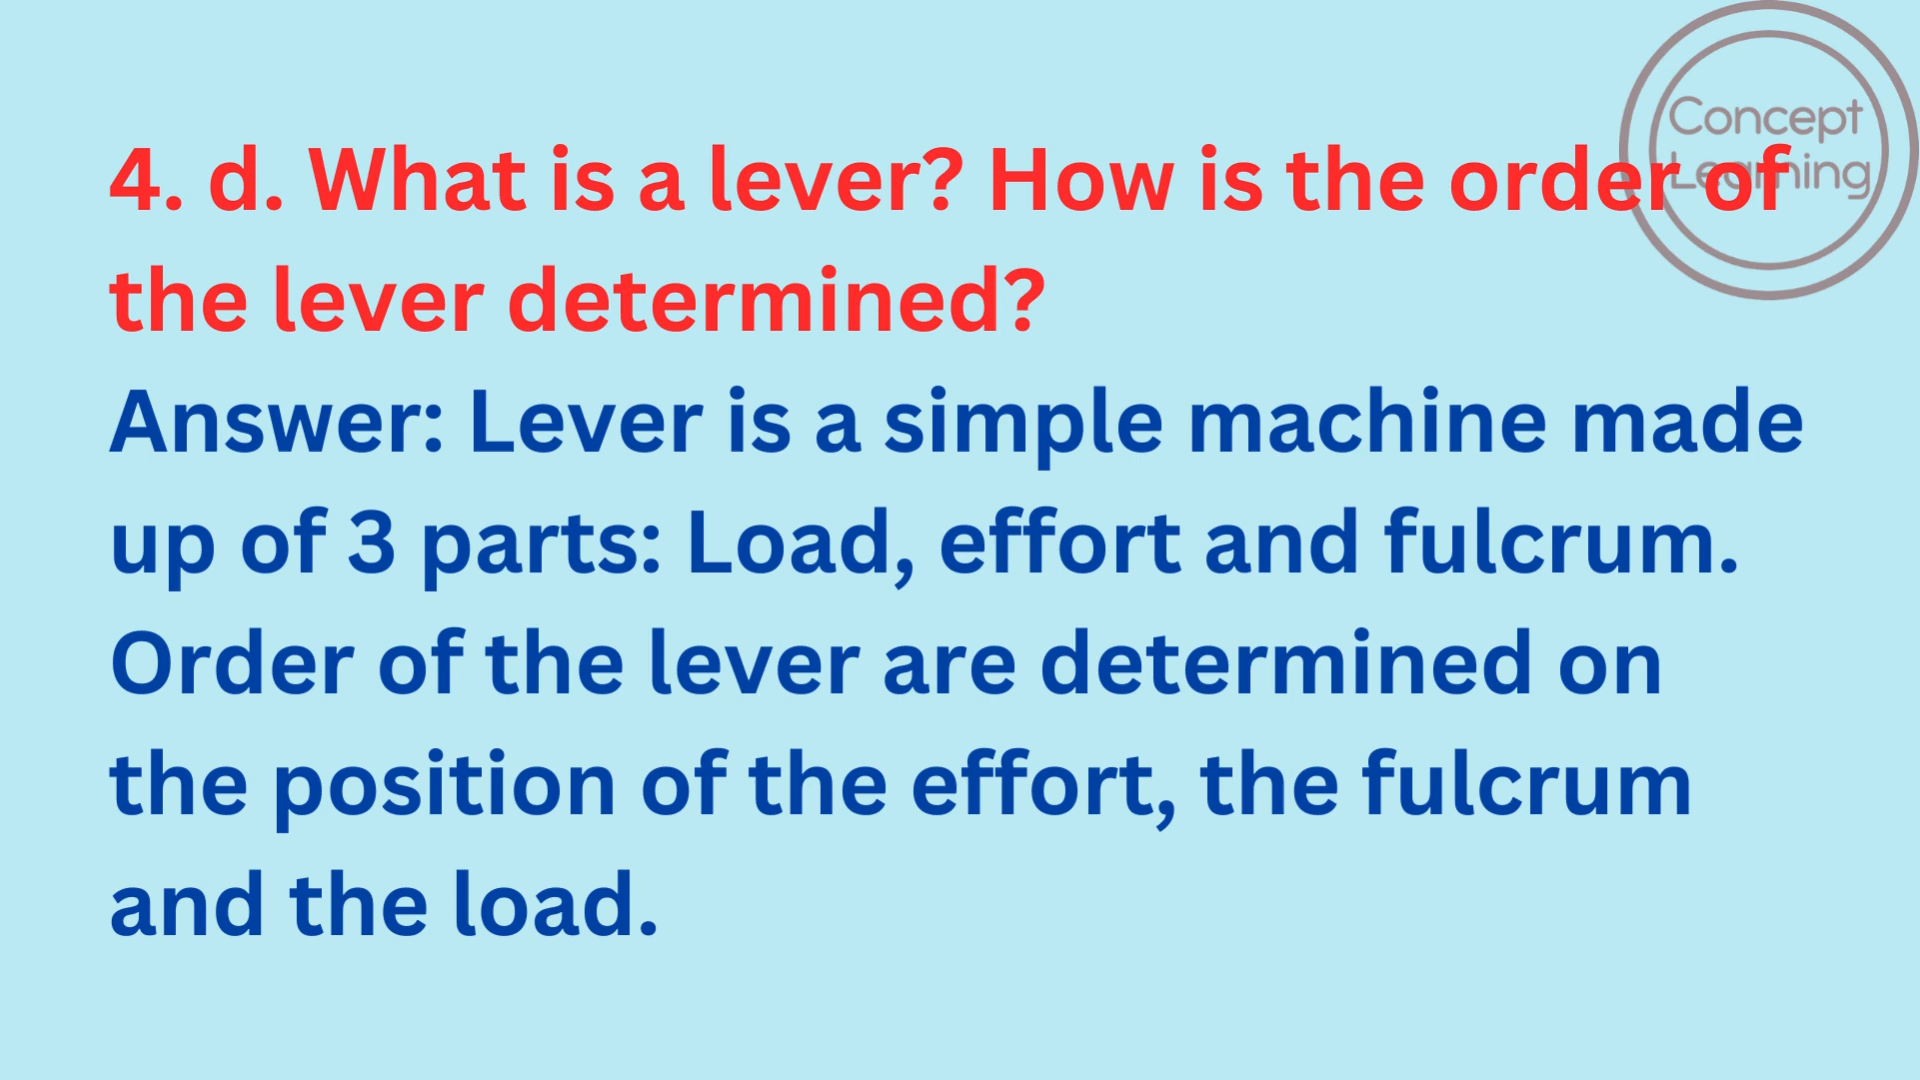 Concept
Learning
4. d. What is a lever? How is the order of
the lever determined?
Answer: Lever is a simple machine made
up of 3 parts: Load, effort and fulcrum.
Order of the lever are determined on
the position of the effort, the fulcrum
and the load.